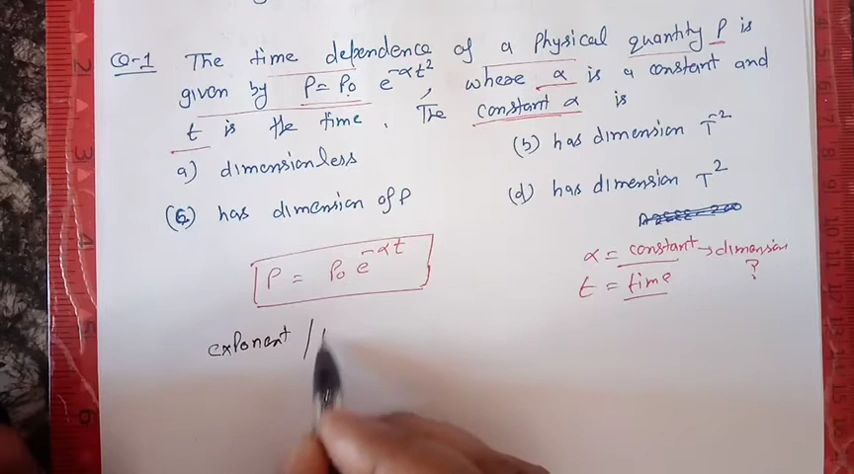 Q-1 The time dependence of a physical quantity P is
given by P = P₀ e^-αt², where α is a constant and
t is the time. The constant α is
a) dimensionless
(b) has dimension T^-2
(c) has dimension of P
(d) has dimension T²
P = P₀ e^-αt
α = constant → dimension
?
t = time
exponent /